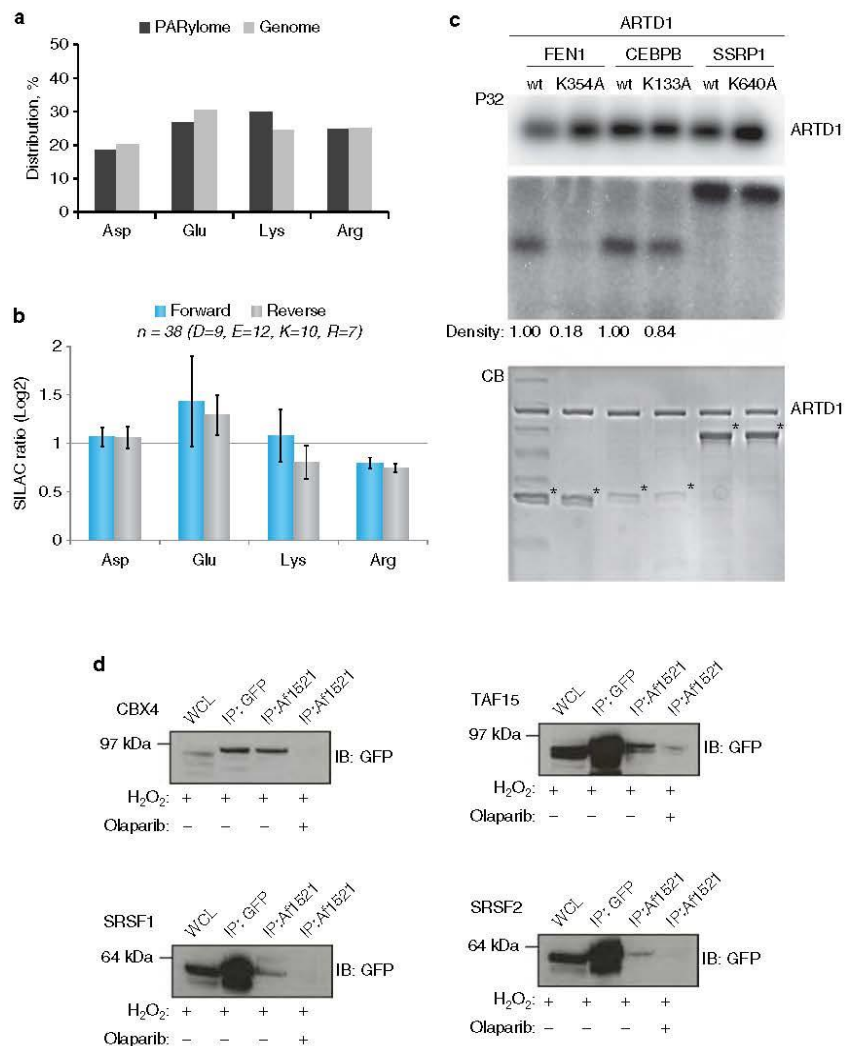 a
PARylome Genome
Distribution, %
50
40
30
20
10
0
Asp Glu Lys Arg
b
Forward Reverse
n = 38 (D=9, E=12, K=10, R=7)
SILAC ratio (Log2)
2
1.5
1
0.5
0
Asp Glu Lys Arg
c
ARTD1
FEN1 CEBPB SSRP1
wt K354A wt K133A wt K640A
P32
ARTD1
Density: 1.00 0.18 1.00 0.84
CB
ARTD1
* * * * * *
d
CBX4
WCL IP: GFP IP:Af1521 IP:Af1521
97 kDa
IB: GFP
H2O2: + + + +
Olaparib: – – – +
TAF15
WCL IP: GFP IP:Af1521 IP:Af1521
97 kDa
IB: GFP
H2O2: + + + +
Olaparib: – – – +
SRSF1
WCL IP: GFP IP:Af1521 IP:Af1521
64 kDa
IB: GFP
H2O2: + + + +
Olaparib: – – – +
SRSF2
WCL IP: GFP IP:Af1521 IP:Af1521
64 kDa
IB: GFP
H2O2: + + + +
Olaparib: – – – +